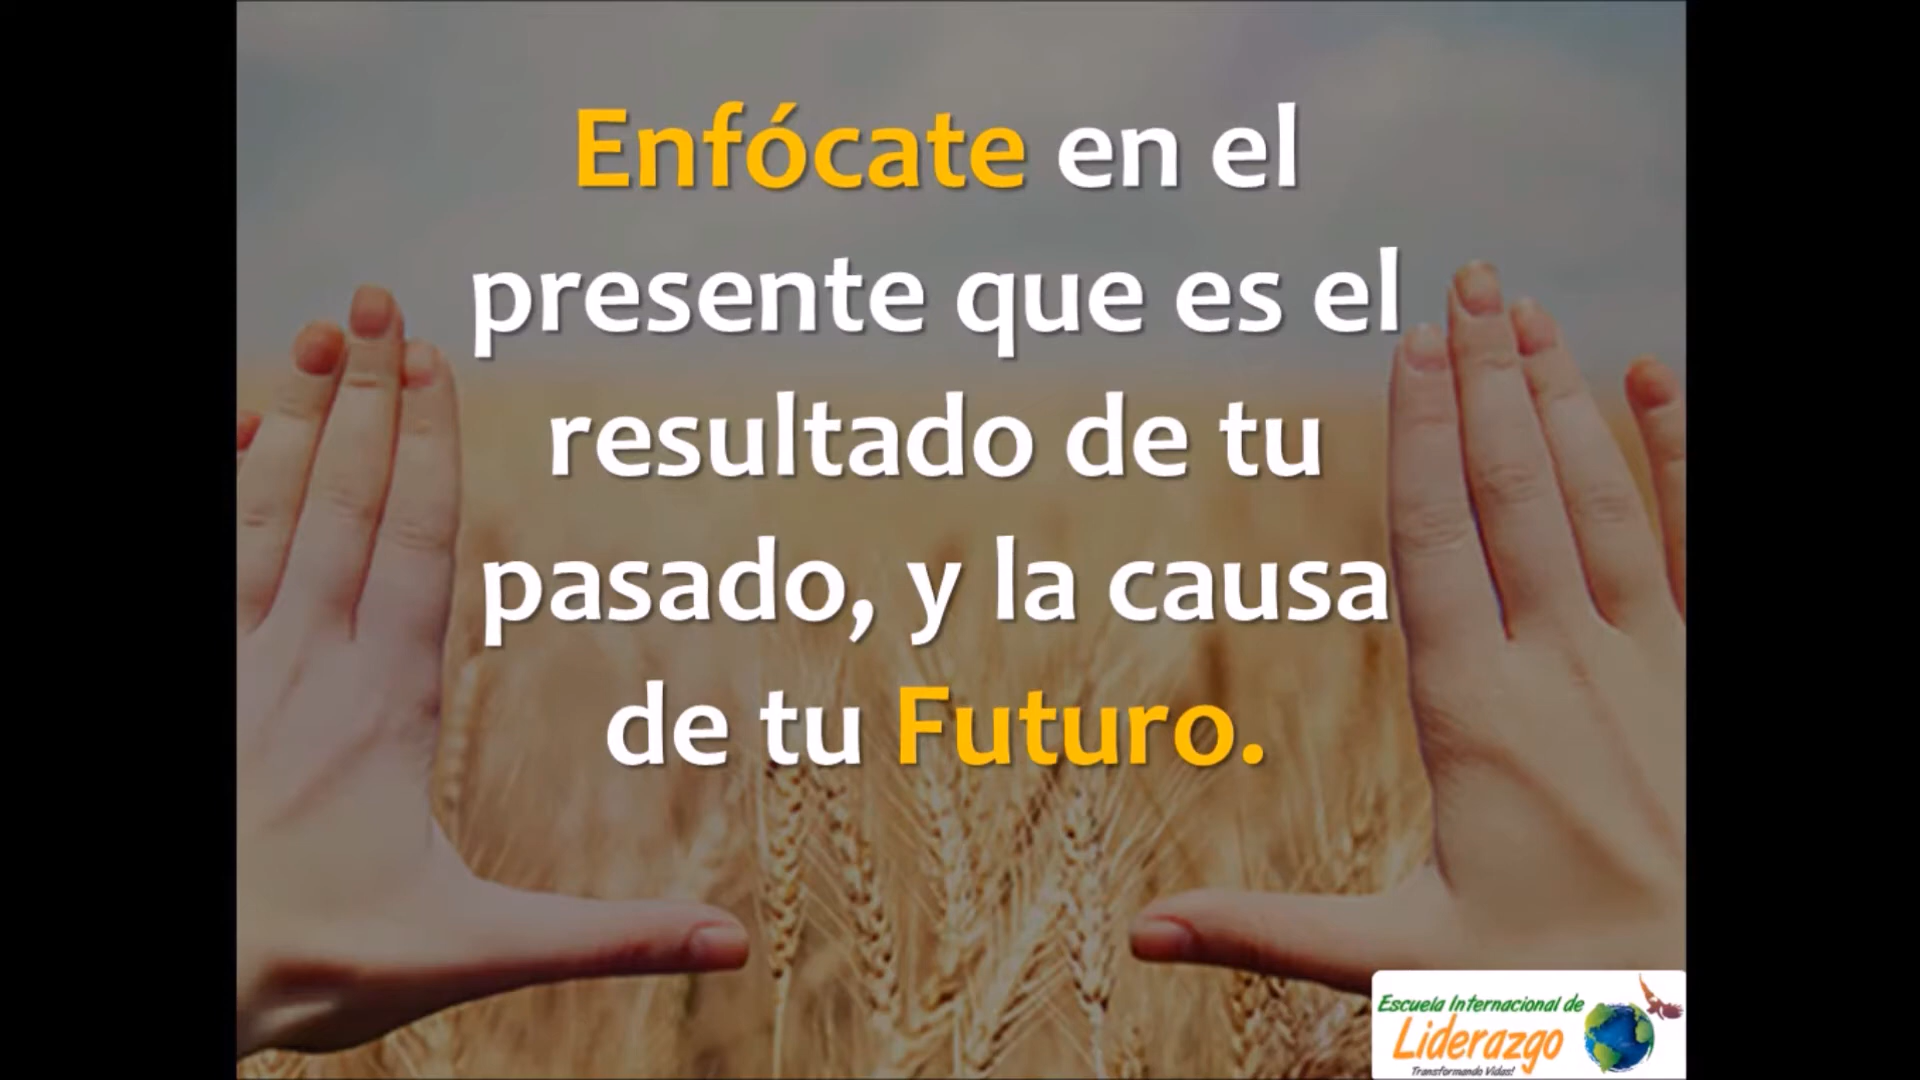 Enfócate en el
presente que es el
resultado de tu
pasado, y la causa
de tu Futuro.
Escuela Internacional de
Liderazgo
Transformando Vidas!